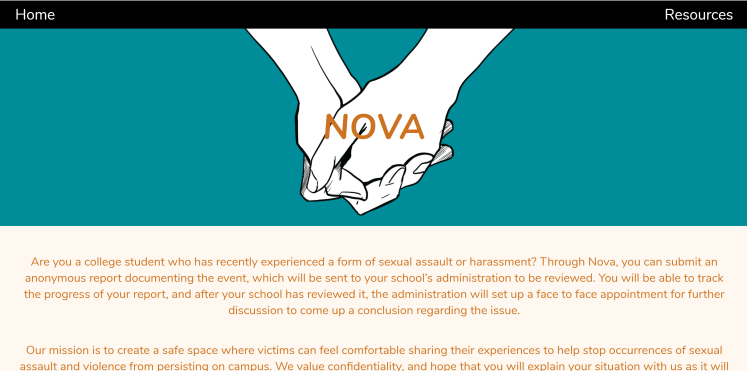 Home
Resources
NOVA
Are you a college student who has recently experienced a form of sexual assault or harassment? Through Nova, you can submit an
anonymous report documenting the event, which will be sent to your school's administration to be reviewed. You will be able to track
the progress of your report, and after your school has reviewed it, the administration will set up a face to face appointment for further
discussion to come up a conclusion regarding the issue.
Our mission is to create a safe space where victims can feel comfortable sharing their experiences to help stop occurrences of sexual
assault and violence from persisting on campus. We value confidentiality, and hope that you will explain your situation with us as it will